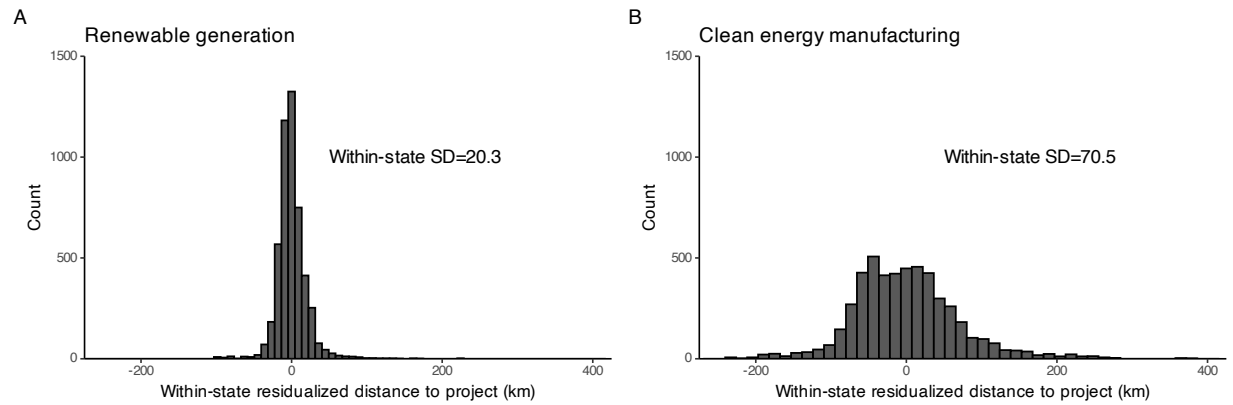 A
Renewable generation
1500
1000
500
0
Count
Within-state SD=20.3
-200
0
200
400
Within-state residualized distance to project (km)
B
Clean energy manufacturing
1500
1000
500
0
Count
Within-state SD=70.5
-200
0
200
400
Within-state residualized distance to project (km)